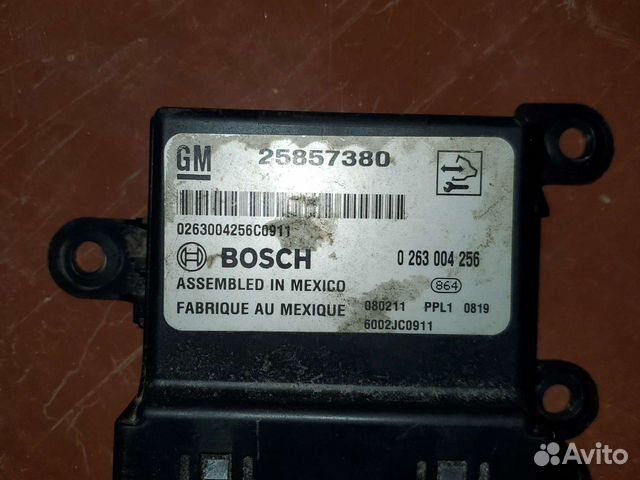 GM 25857380
0263004256C0911
BOSCH 0 263 004 256
ASSEMBLED IN MEXICO 864
FABRIQUE AU MEXIQUE 080211 PPL1 0819
6002JC0911
Avito